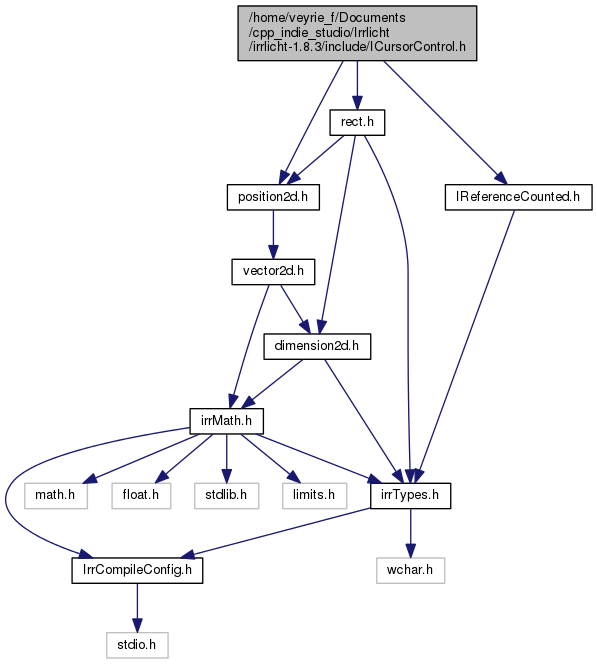 /home/veyrie_f/Documents
/cpp_indie_studio/Irrlicht
/irrlicht-1.8.3/include/ICursorControl.h
rect.h
position2d.h
IReferenceCounted.h
vector2d.h
dimension2d.h
irrMath.h
math.h
float.h
stdlib.h
limits.h
irrTypes.h
IrrCompileConfig.h
wchar.h
stdio.h